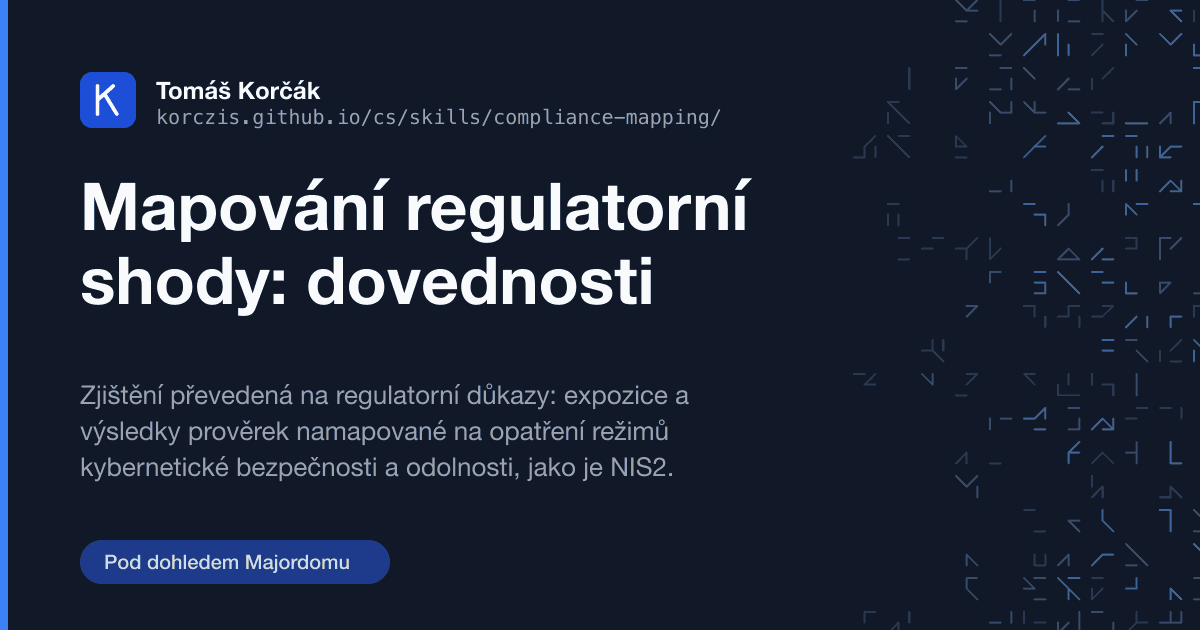 K
Tomáš Korčák
korczis.github.io/cs/skills/compliance-mapping/
Mapování regulatorní
shody: dovednosti
Zjištění převedená na regulatorní důkazy: expozice a
výsledky prověrek namapované na opatření režimů
kybernetické bezpečnosti a odolnosti, jako je NIS2.
Pod dohledem Majordomu